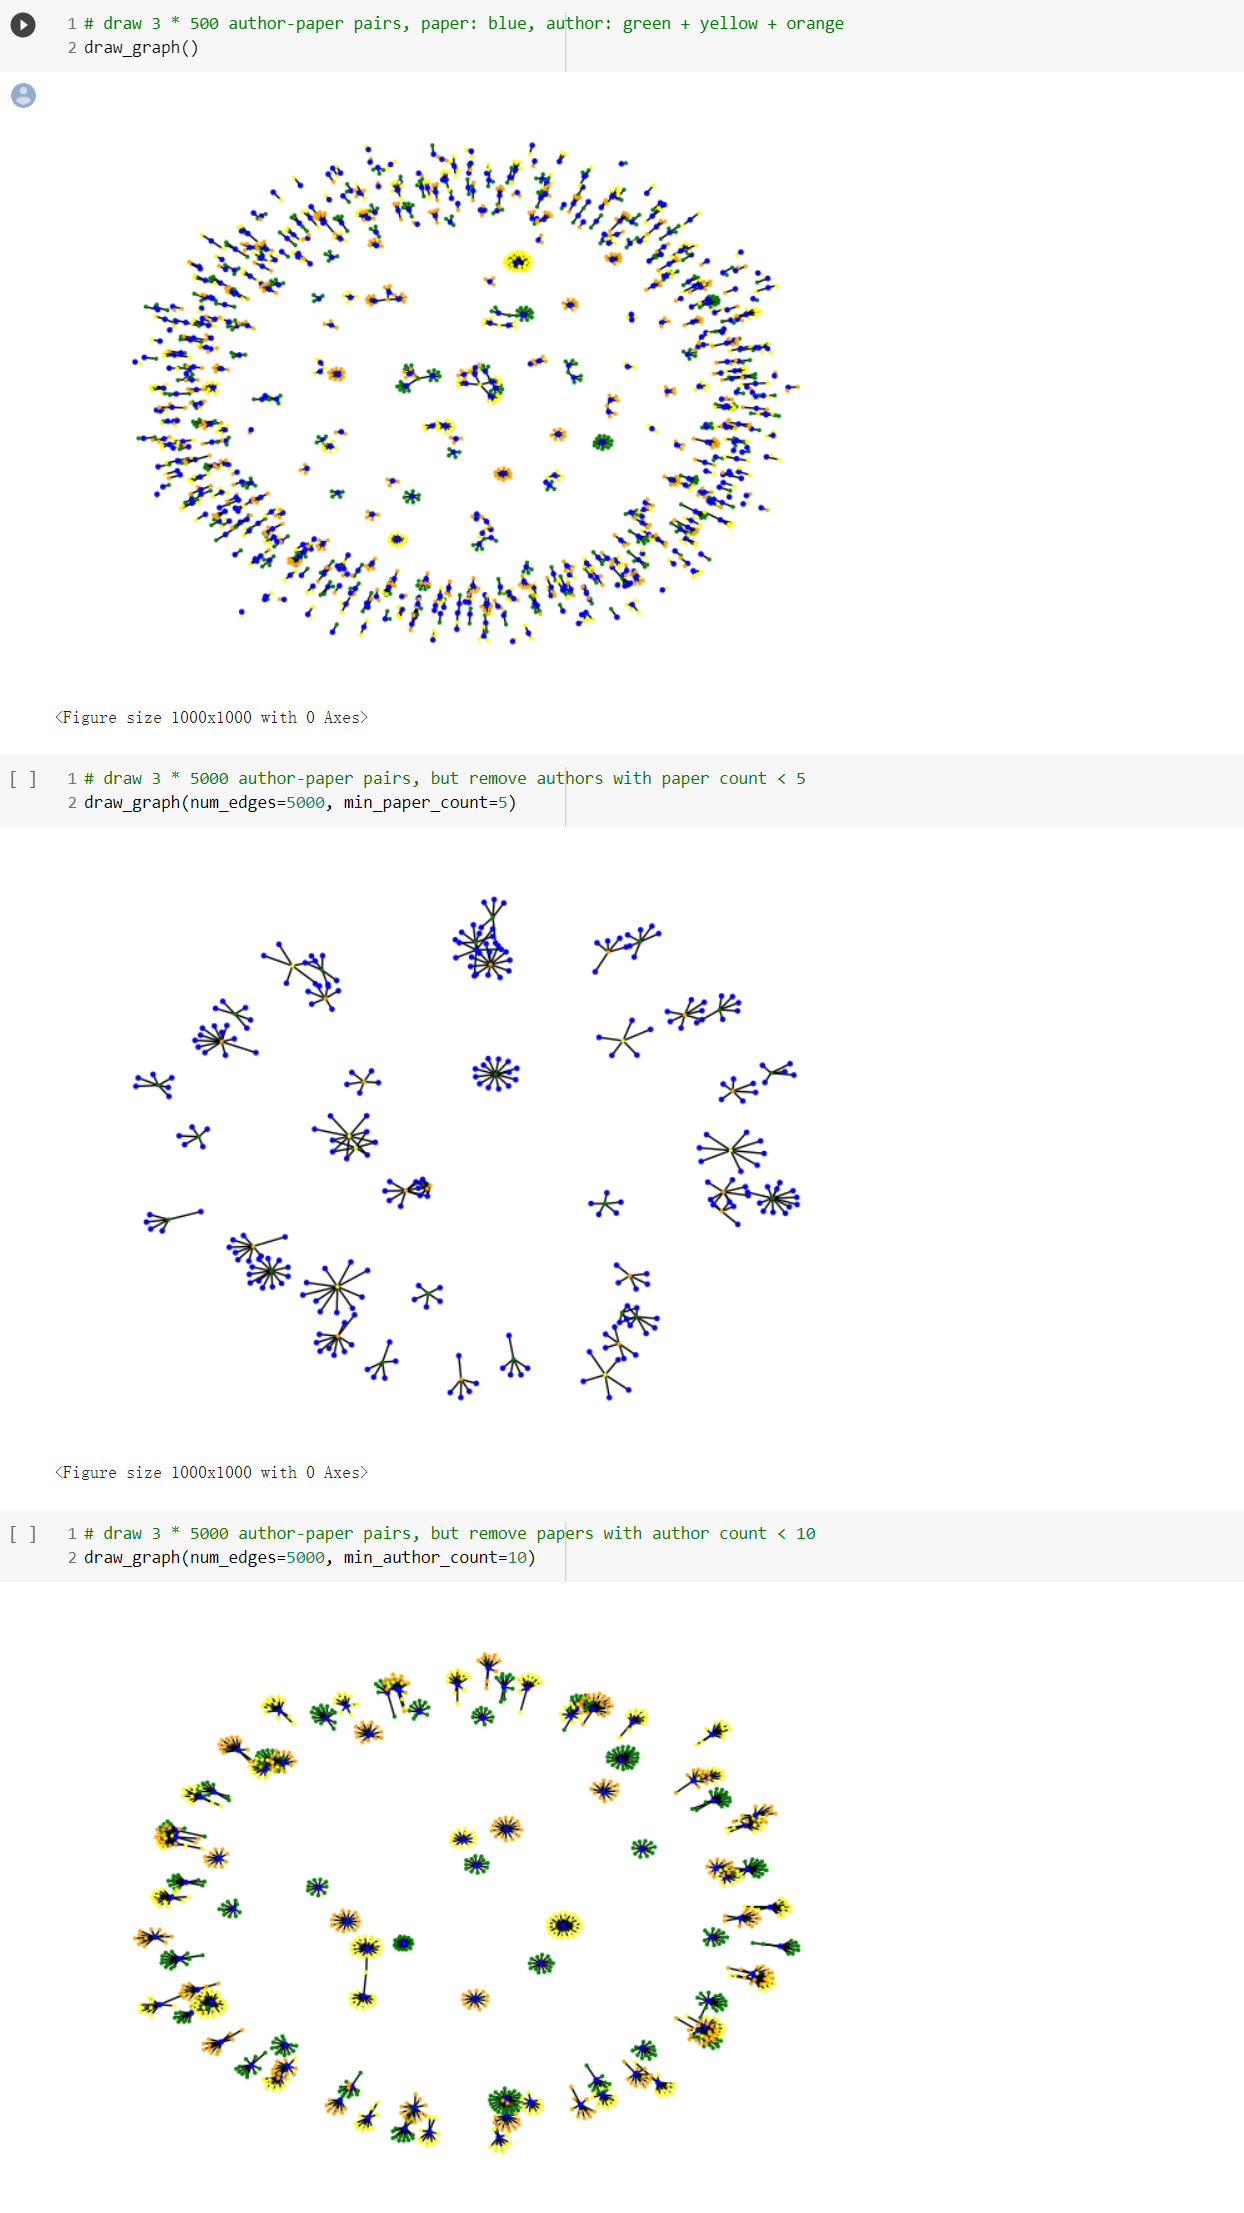 1 # draw 3 * 500 author-paper pairs, paper: blue, author: green + yellow + orange
2 draw_graph()
<Figure size 1000x1000 with 0 Axes>
[ ] 1 # draw 3 * 5000 author-paper pairs, but remove authors with paper count < 5
2 draw_graph(num_edges=5000, min_paper_count=5)
<Figure size 1000x1000 with 0 Axes>
[ ] 1 # draw 3 * 5000 author-paper pairs, but remove papers with author count < 10
2 draw_graph(num_edges=5000, min_author_count=10)